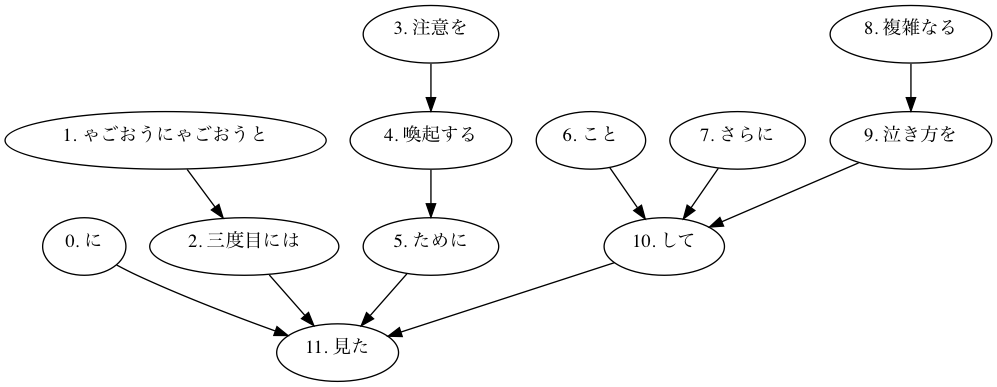 3. 注意を
8. 複雑なる
1. ゃごおうにゃごおうと
4. 喚起する
6. こと
7. さらに
9. 泣き方を
0. に
2. 三度目には
5. ために
10. して
11. 見た